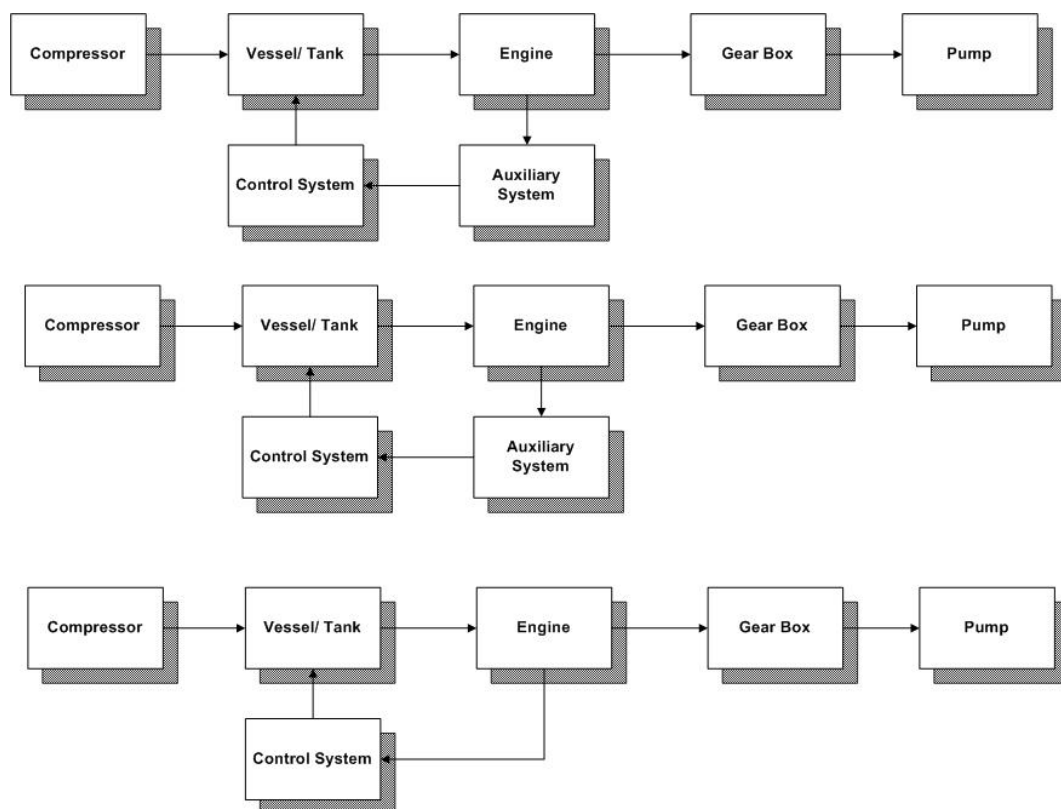 Compressor
Vessel/ Tank
Engine
Gear Box
Pump
Control System
Auxiliary
System
Compressor
Vessel/ Tank
Engine
Gear Box
Pump
Control System
Auxiliary
System
Compressor
Vessel/ Tank
Engine
Gear Box
Pump
Control System